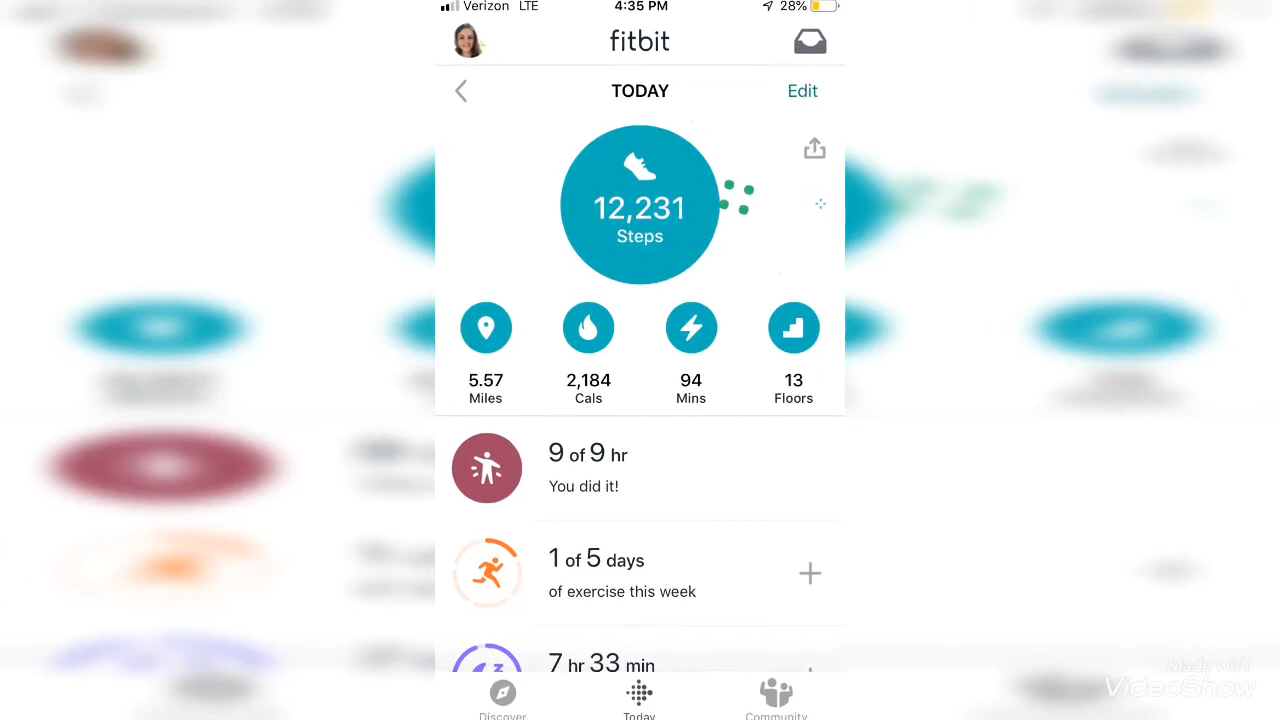 Verizon LTE 4:35 PM 28%
fitbit
TODAY Edit
12,231
Steps
5.57 2,184 94 13
Miles Cals Mins Floors
9 of 9 hr
You did it!
1 of 5 days
of exercise this week
7 hr 33 min
Discover Today Community
Made with
VideoShow